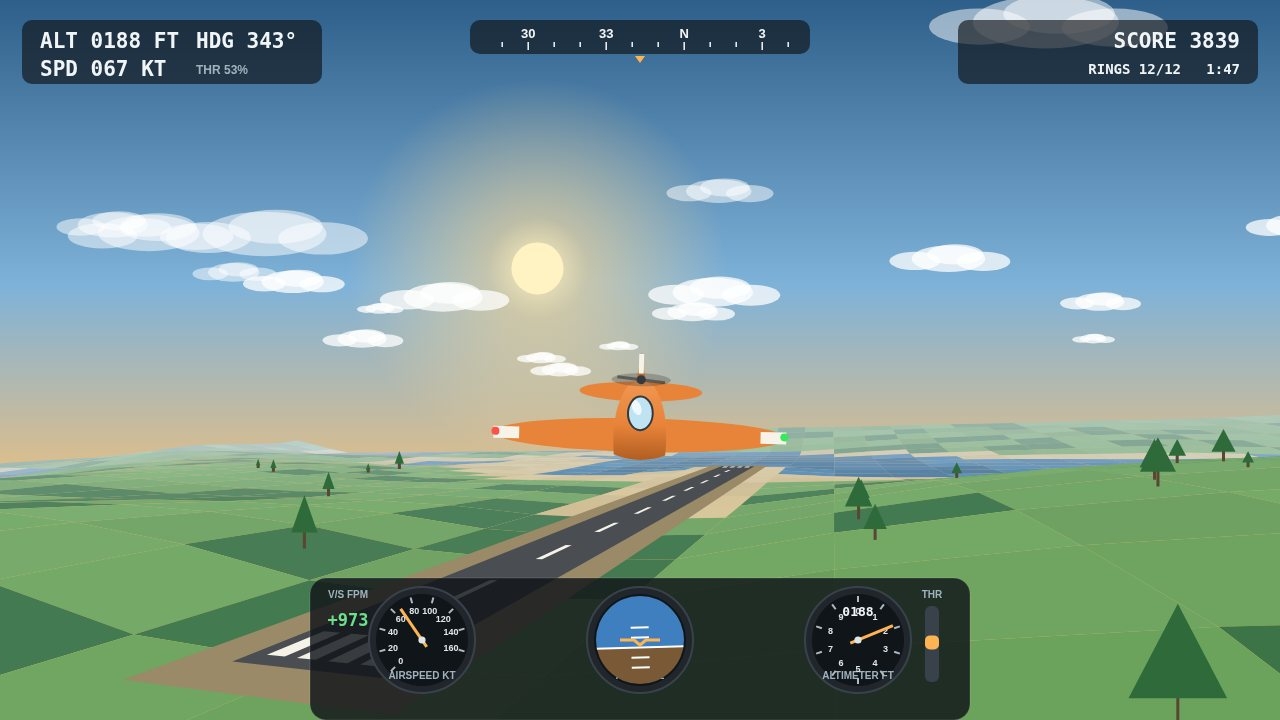 ALT 0188 FT HDG 343°
SPD 067 KT THR 53%
30 33 N 3
SCORE 3839
RINGS 12/12 1:47
V/S FPM
+973
0 20 40 60 80 100 120 140 160
AIRSPEED KT
0188
1 2 3 4 5 6 7 8 9
ALTIMETER FT
THR